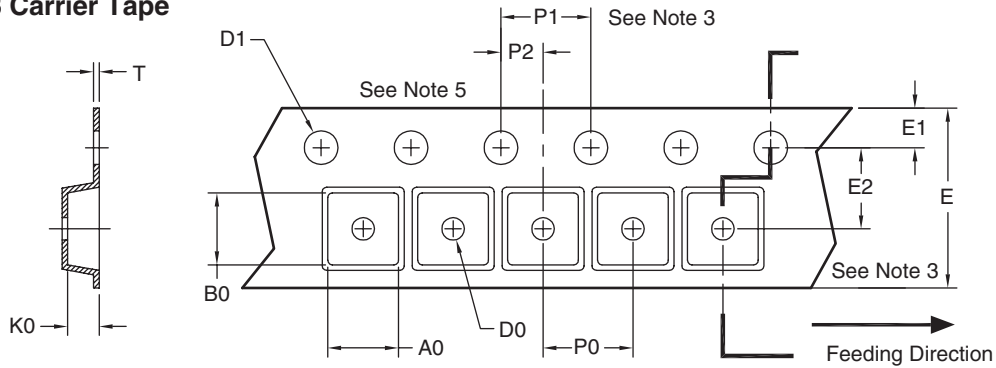 Carrier Tape
P1
See Note 3
D1
P2
T
See Note 5
E1
E2
E
See Note 3
B0
K0
D0
A0
P0
Feeding Direction